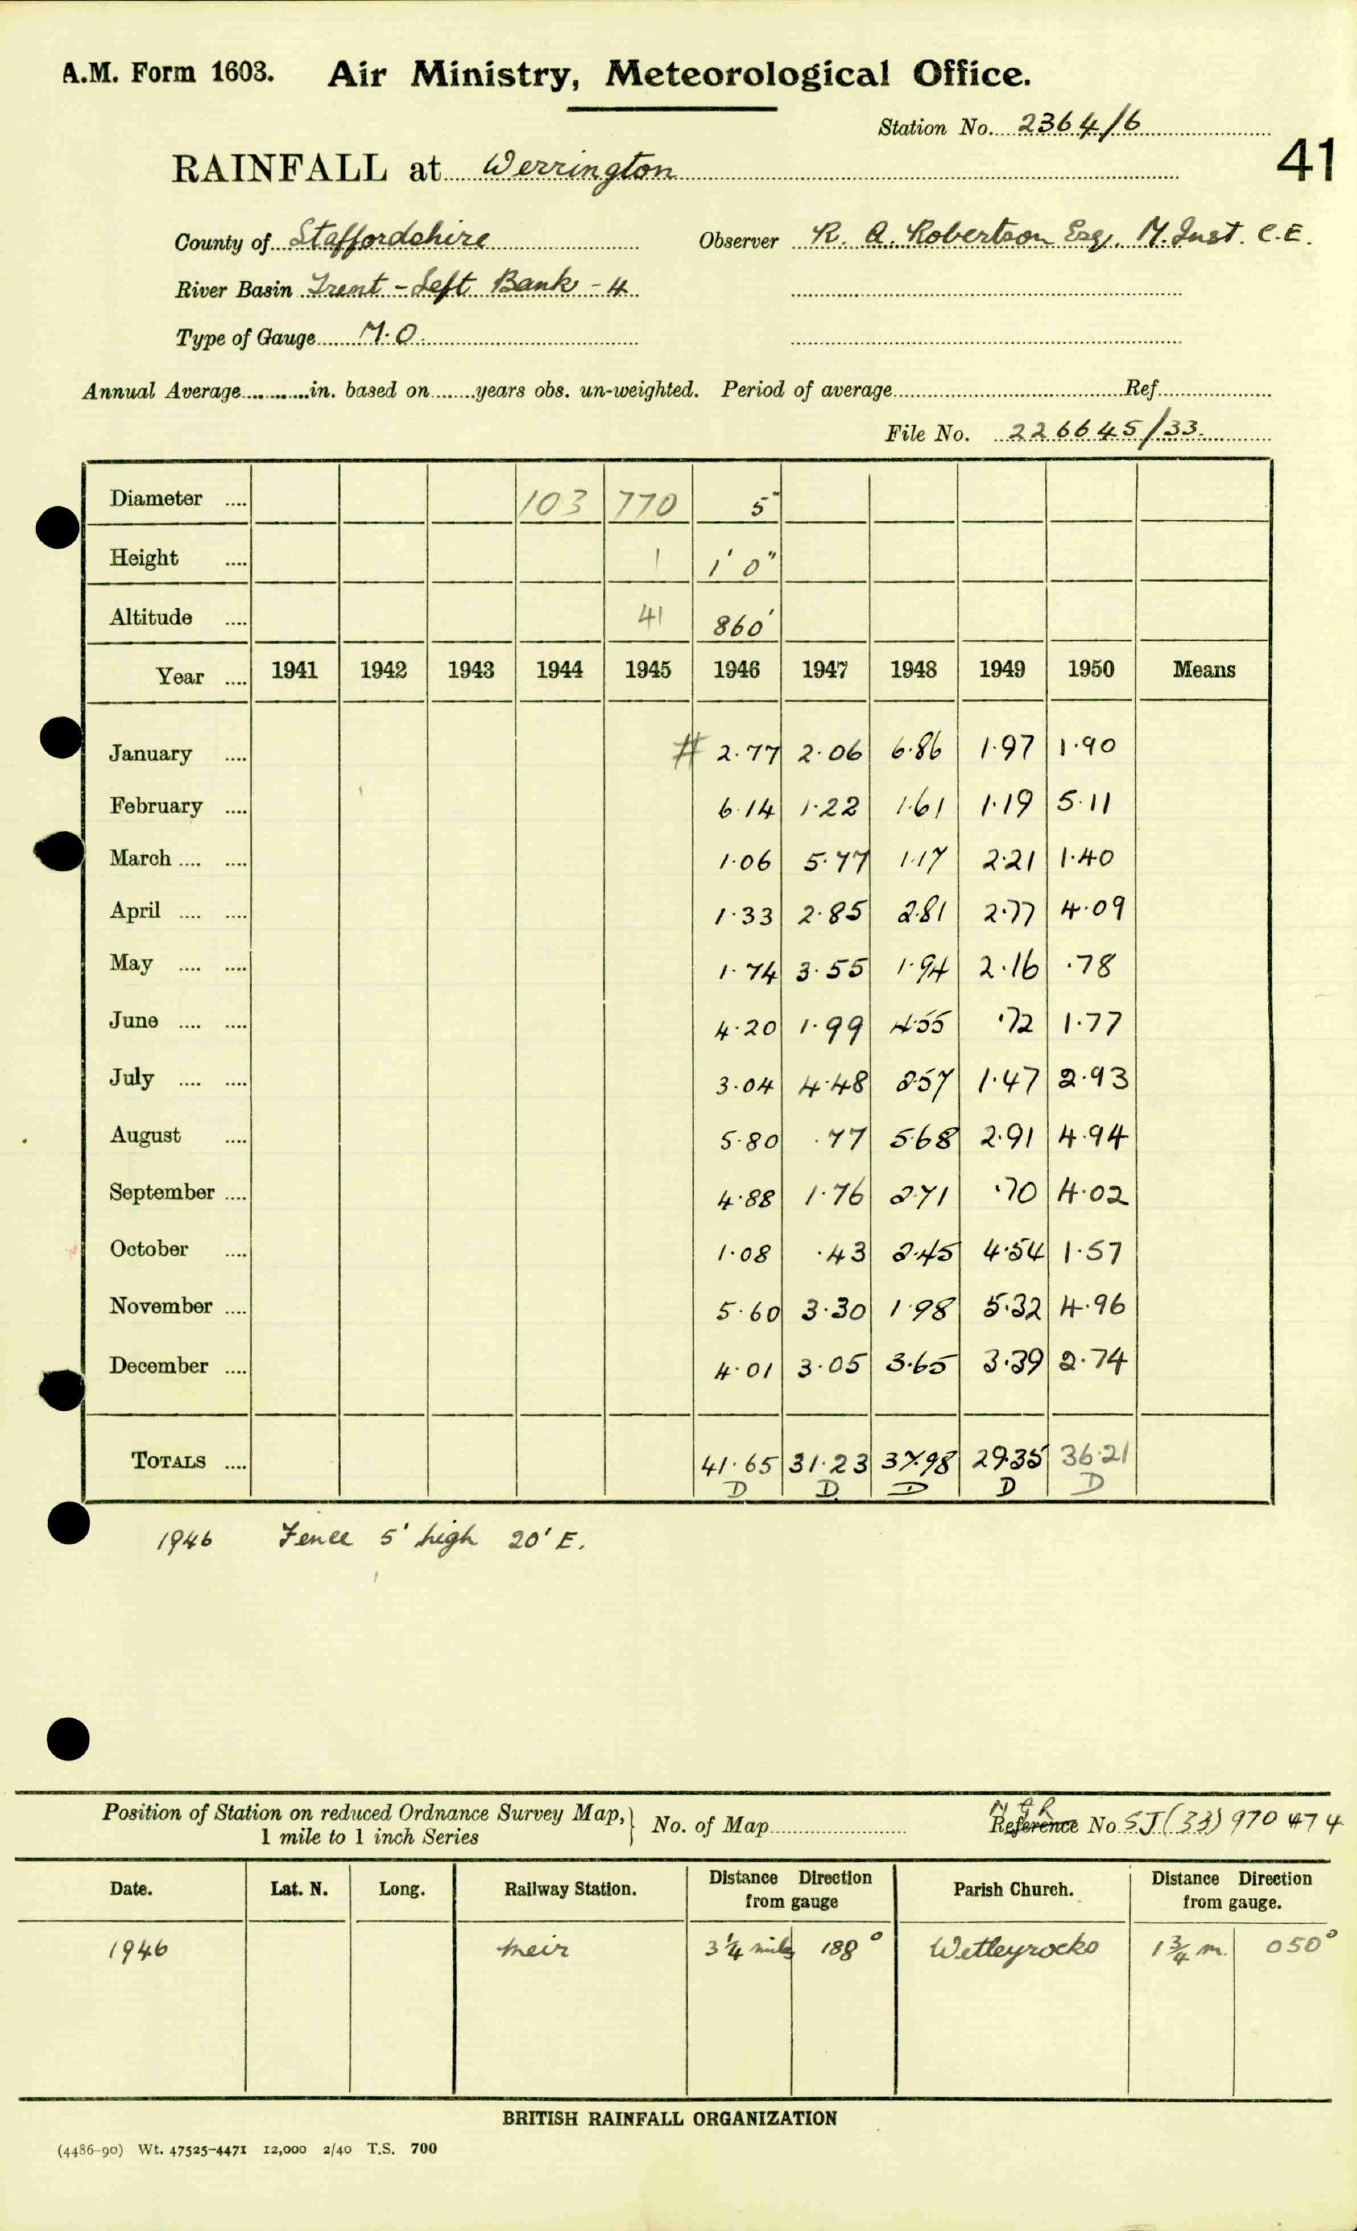 A.M. Form 1603. Air Ministry, Meteorological Office.
Station No. 2364/6
41
RAINFALL at Werrington
County of Staffordshire Observer R. A. Robertson Esq. M. Inst. C.E.
River Basin Trent - Left Bank - 4
Type of Gauge M.O.
Annual Average in. based on years obs. un-weighted. Period of average Ref
File No. 226645/33.
Diameter .... 103 770 5"
Height .... 1 1' 0"
Altitude .... 41 860'
Year .... 1941 1942 1943 1944 1945 1946 1947 1948 1949 1950 Means
January .... # 2.77 2.06 6.86 1.97 1.90
February .... 6.14 1.22 1.61 1.19 5.11
March .... .... 1.06 5.77 1.17 2.21 1.40
April .... .... 1.33 2.85 2.81 2.77 4.09
May .... .... 1.74 3.55 1.94 2.16 .78
June .... .... 4.20 1.99 4.55 .72 1.77
July .... .... 3.04 4.48 2.57 1.47 2.93
August .... 5.80 .77 5.68 2.91 4.94
September .... 4.88 1.76 2.71 .70 4.02
October .... 1.08 .43 2.45 4.54 1.57
November .... 5.60 3.30 1.98 5.32 4.96
December .... 4.01 3.05 3.65 3.39 2.74
TOTALS .... 41.65 31.23 37.98 29.35 36.21
D D D D D
1946 Fence 5' high 20' E.
Position of Station on reduced Ordnance Survey Map, 1 mile to 1 inch Series } No. of Map
N G R
Reference No SJ(33) 970 474
Date. Lat. N. Long. Railway Station. Distance Direction from gauge Parish Church. Distance Direction from gauge.
1946 Meir 3¼ miles 188° Wetleyrocks 1¾ m. 050°
BRITISH RAINFALL ORGANIZATION
(4486-90) Wt. 47525-4471 12,000 2/40 T.S. 700